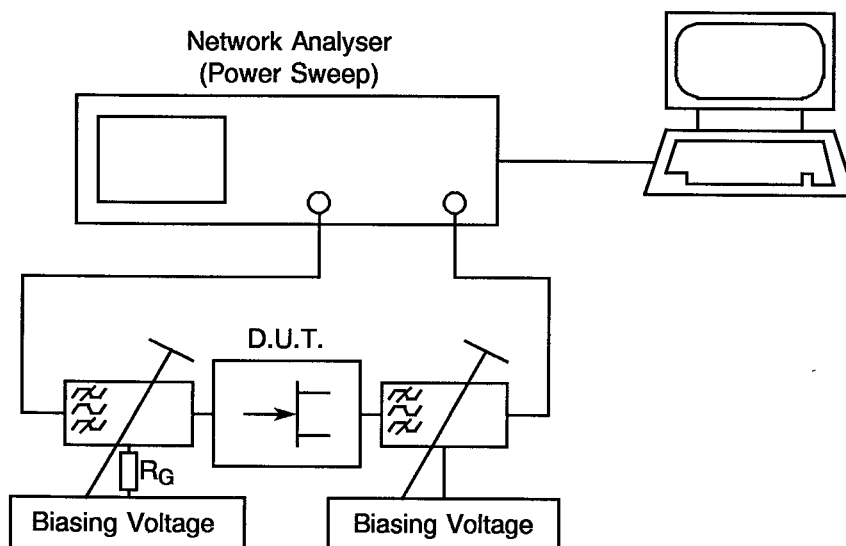 Network Analyser
(Power Sweep)
D.U.T.
RG
Biasing Voltage
Biasing Voltage